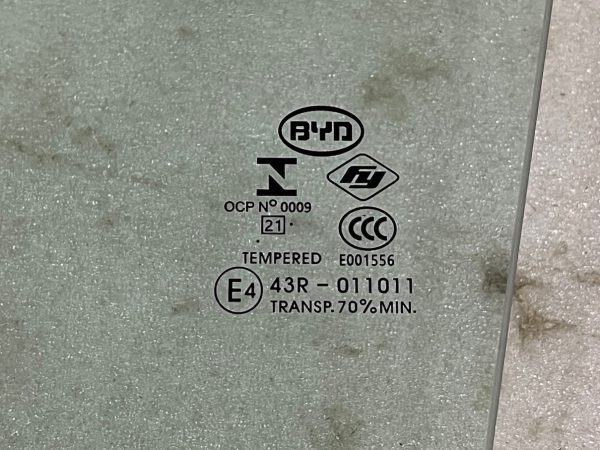 BYD
FY
OCP Nº 0009
21
CCC
TEMPERED E001556
E4 43R - 011011
TRANSP. 70% MIN.